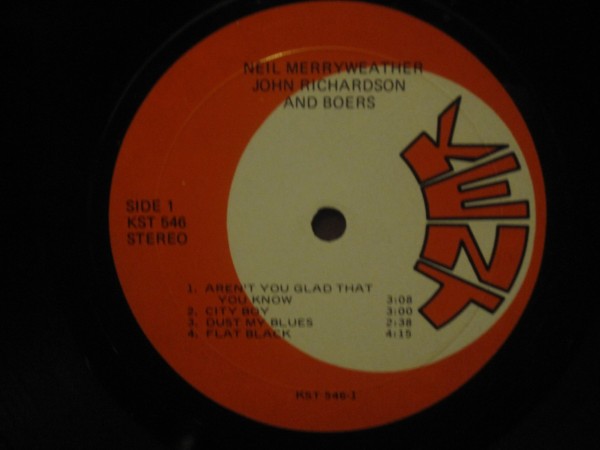 NEIL MERRYWEATHER
JOHN RICHARDSON
AND BOERS
KENT
SIDE 1
KST 546
STEREO
1. AREN'T YOU GLAD THAT
YOU KNOW 3:08
2. CITY BOY 3:00
3. DUST MY BLUES 2:38
4. FLAT BLACK 4:15
KST 546-1